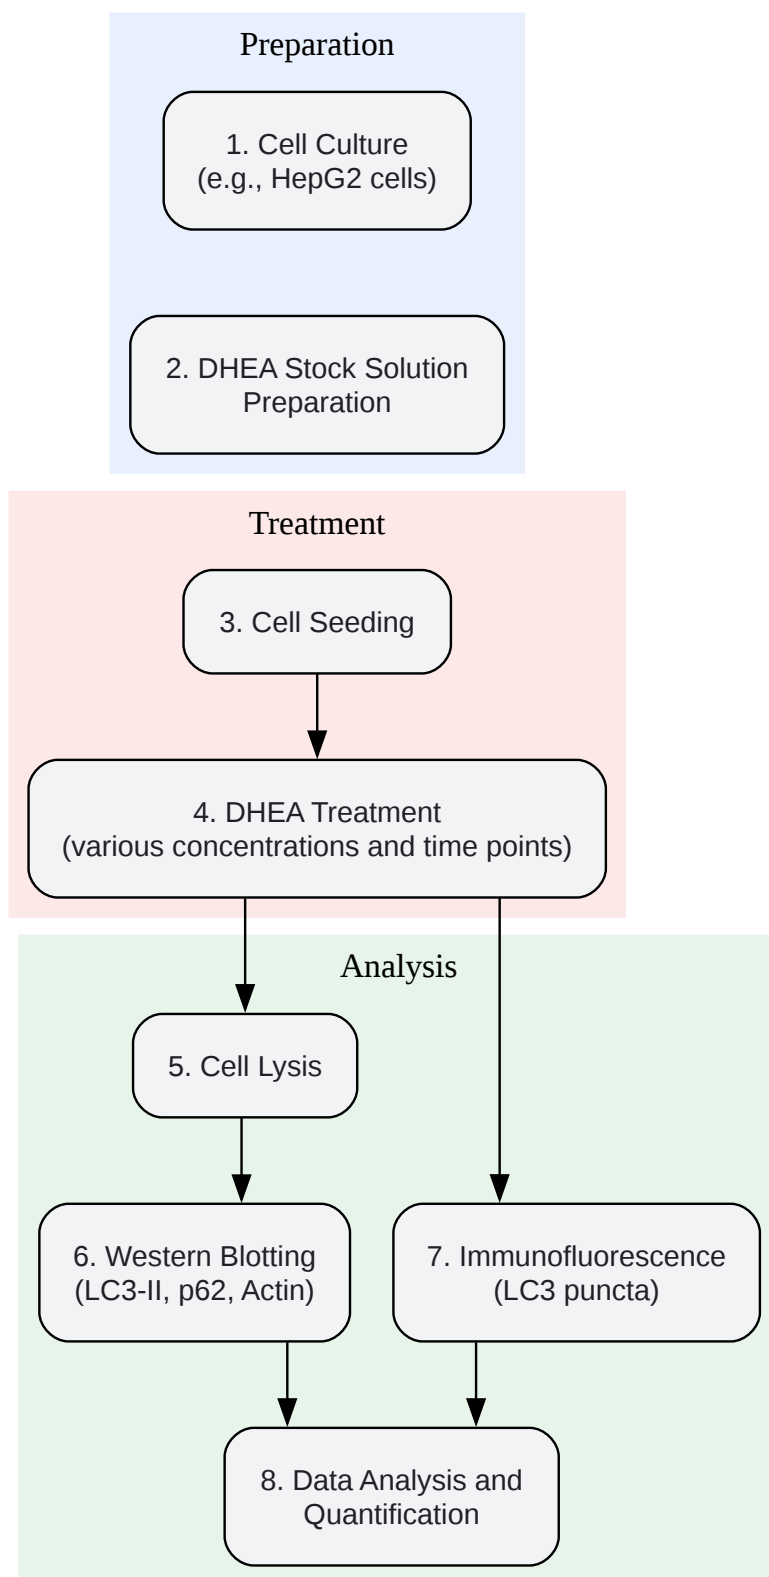 Preparation
1. Cell Culture
(e.g., HepG2 cells)
2. DHEA Stock Solution
Preparation
Treatment
3. Cell Seeding
4. DHEA Treatment
(various concentrations and time points)
Analysis
5. Cell Lysis
6. Western Blotting
(LC3-II, p62, Actin)
7. Immunofluorescence
(LC3 puncta)
8. Data Analysis and
Quantification